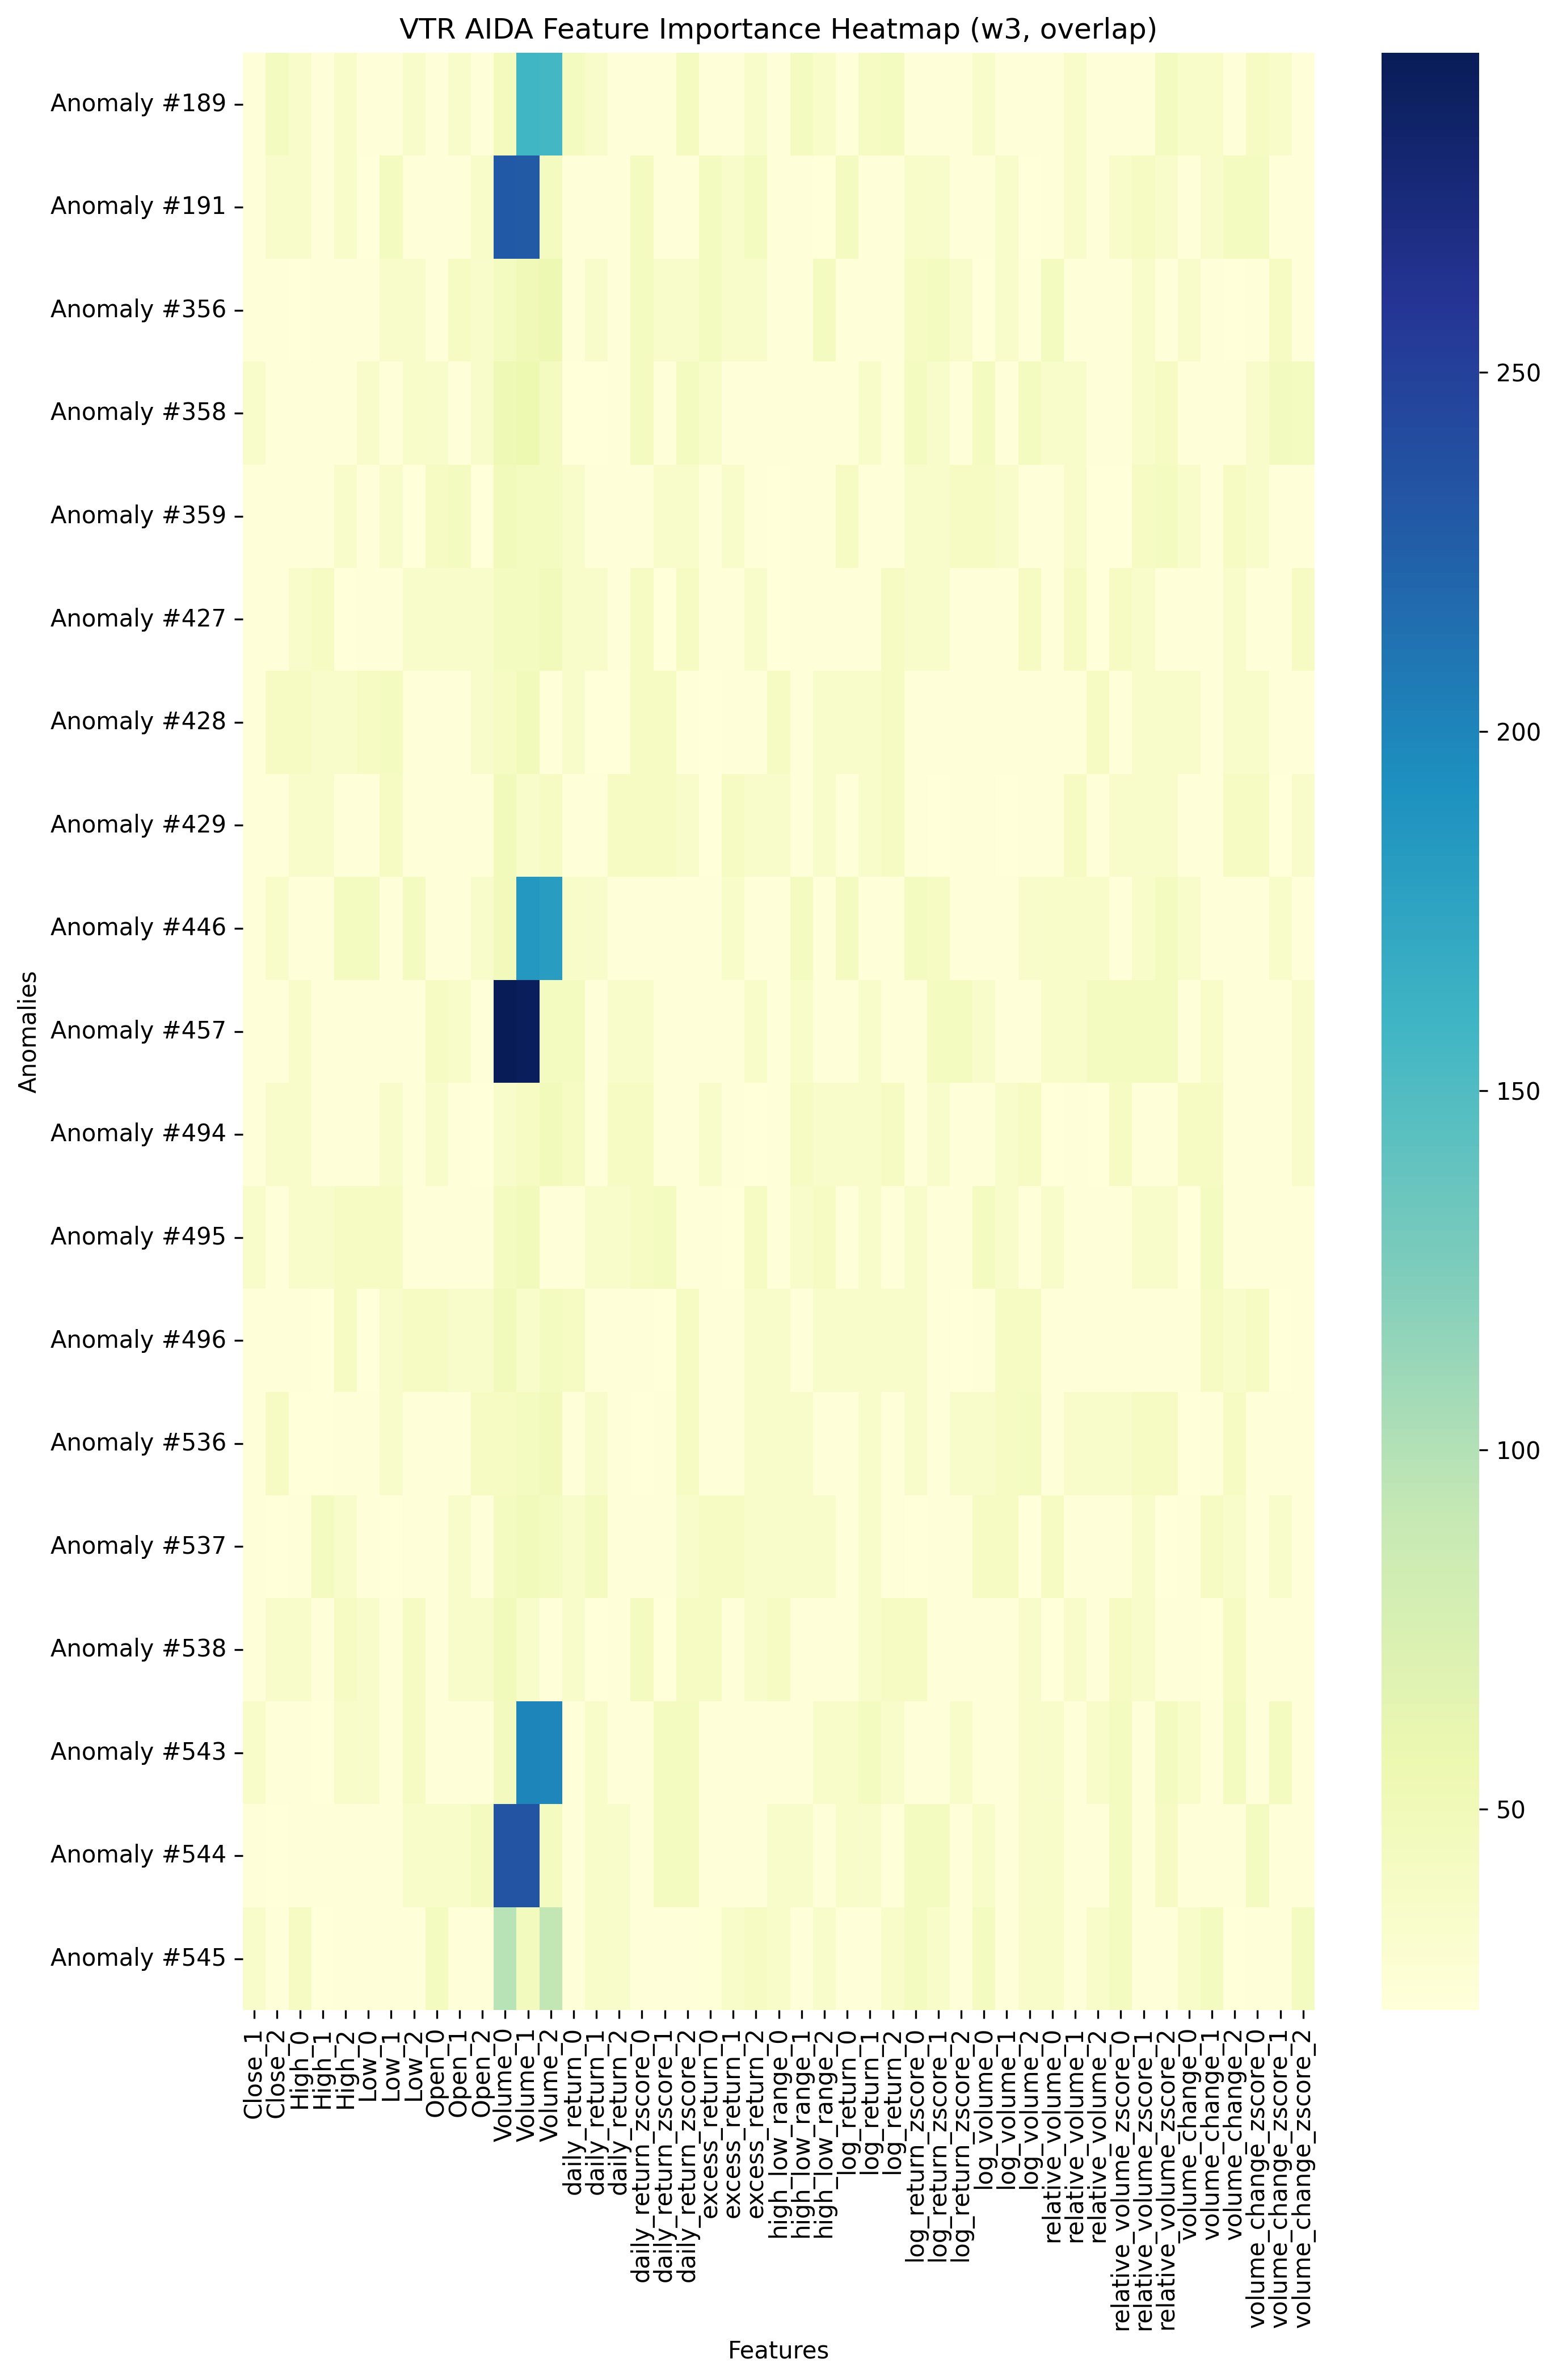 VTR AIDA Feature Importance Heatmap (w3, overlap)
Anomaly #189
Anomaly #191
Anomaly #356
Anomaly #358
Anomaly #359
Anomaly #427
Anomaly #428
Anomaly #429
Anomaly #446
Anomaly #457
Anomaly #494
Anomaly #495
Anomaly #496
Anomaly #536
Anomaly #537
Anomaly #538
Anomaly #543
Anomaly #544
Anomaly #545
Anomalies
Close_1
Close_2
High_0
High_1
High_2
Low_0
Low_1
Low_2
Open_0
Open_1
Open_2
Volume_0
Volume_1
Volume_2
daily_return_0
daily_return_1
daily_return_2
daily_return_zscore_0
daily_return_zscore_1
daily_return_zscore_2
excess_return_0
excess_return_1
excess_return_2
high_low_range_0
high_low_range_1
high_low_range_2
log_return_0
log_return_1
log_return_2
log_return_zscore_0
log_return_zscore_1
log_return_zscore_2
log_volume_0
log_volume_1
log_volume_2
relative_volume_0
relative_volume_1
relative_volume_2
relative_volume_zscore_0
relative_volume_zscore_1
relative_volume_zscore_2
volume_change_0
volume_change_1
volume_change_2
volume_change_zscore_0
volume_change_zscore_1
volume_change_zscore_2
Features
250
200
150
100
50